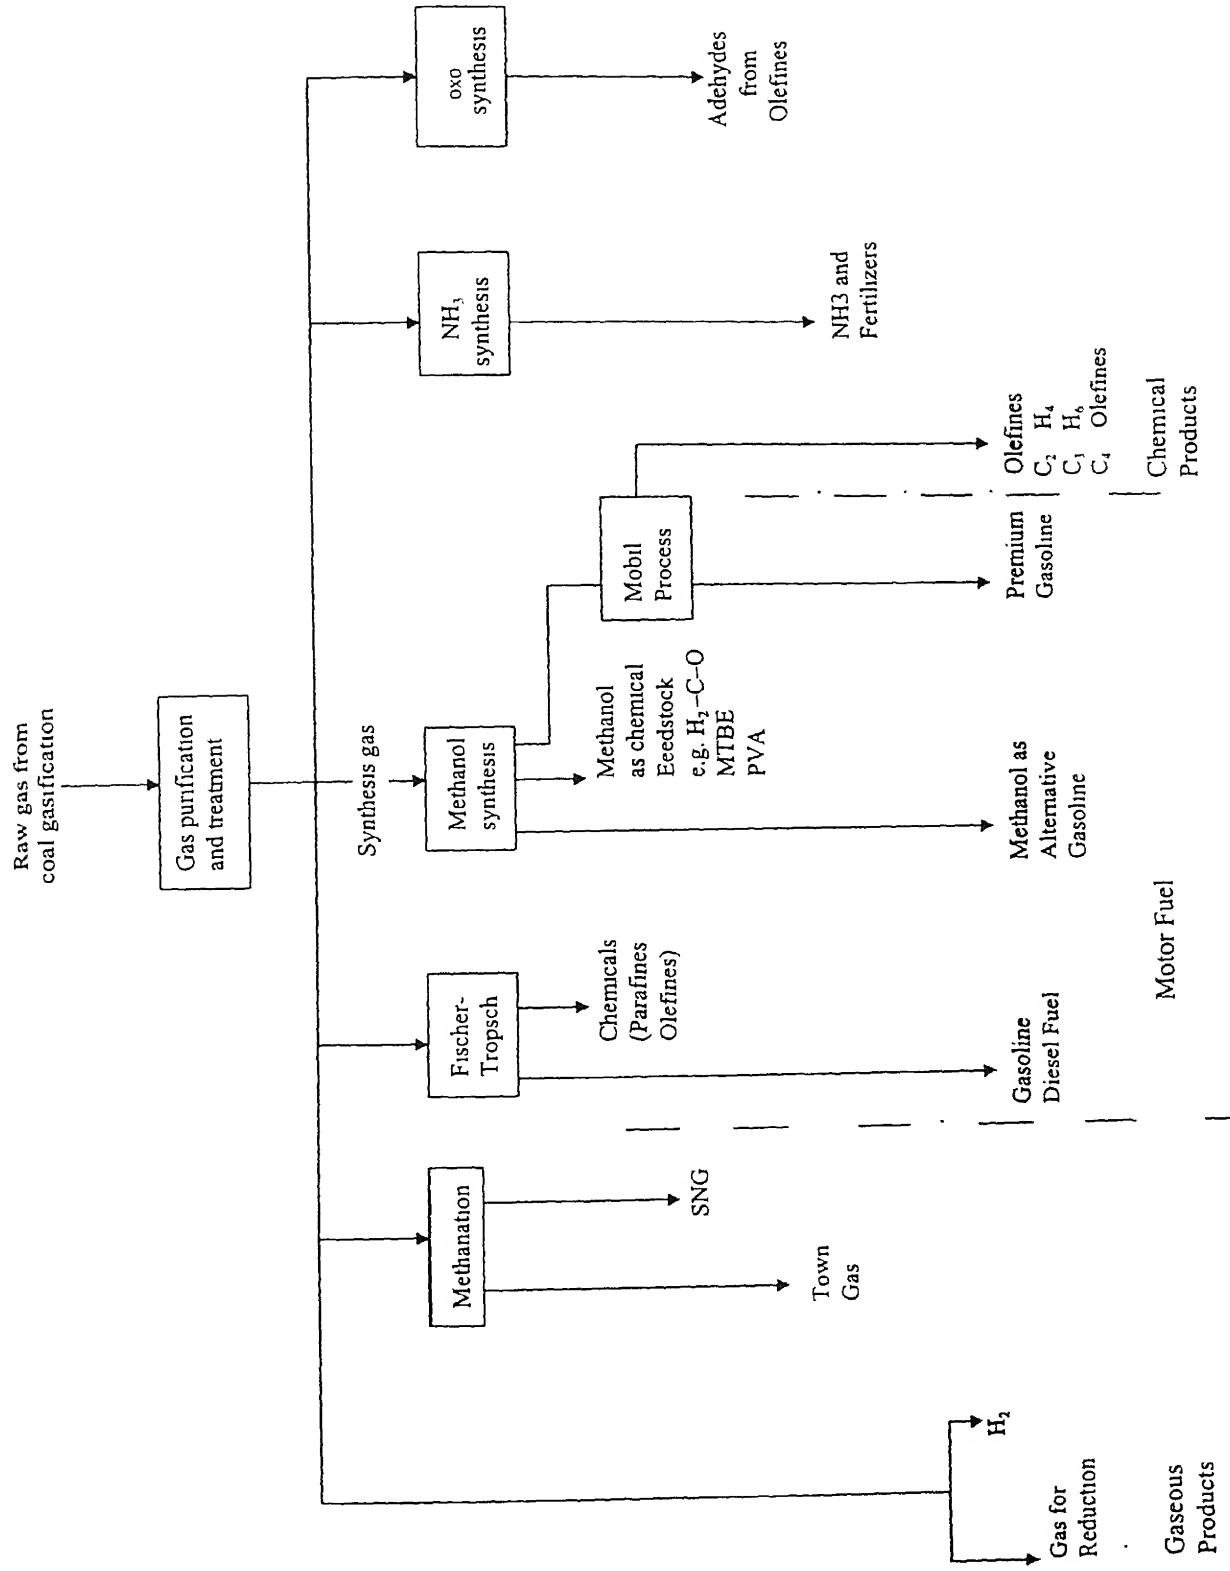 Raw gas from
coal gasification
Gas purification
and treatment
Synthesis gas
Methanation
Fischer-
Tropsch
Methanol
synthesis
NH₃
synthesis
oxo
synthesis
Mobil
Process
SNG
Town
Gas
Chemicals
(Parafines
Olefines)
Methanol
as chemical
Eeedstock
e.g. H₂–C–O
MTBE
PVA
NH3 and
Fertilizers
Adehydes
from
Olefines
H₂
Gas for
Reduction
Gasoline
Diesel Fuel
Methanol as
Alternative
Gasoline
Premium
Gasoline
Olefines
C₂ H₄
C₃ H₆
C₄ Olefines
Gaseous
Products
Motor Fuel
Chemical
Products